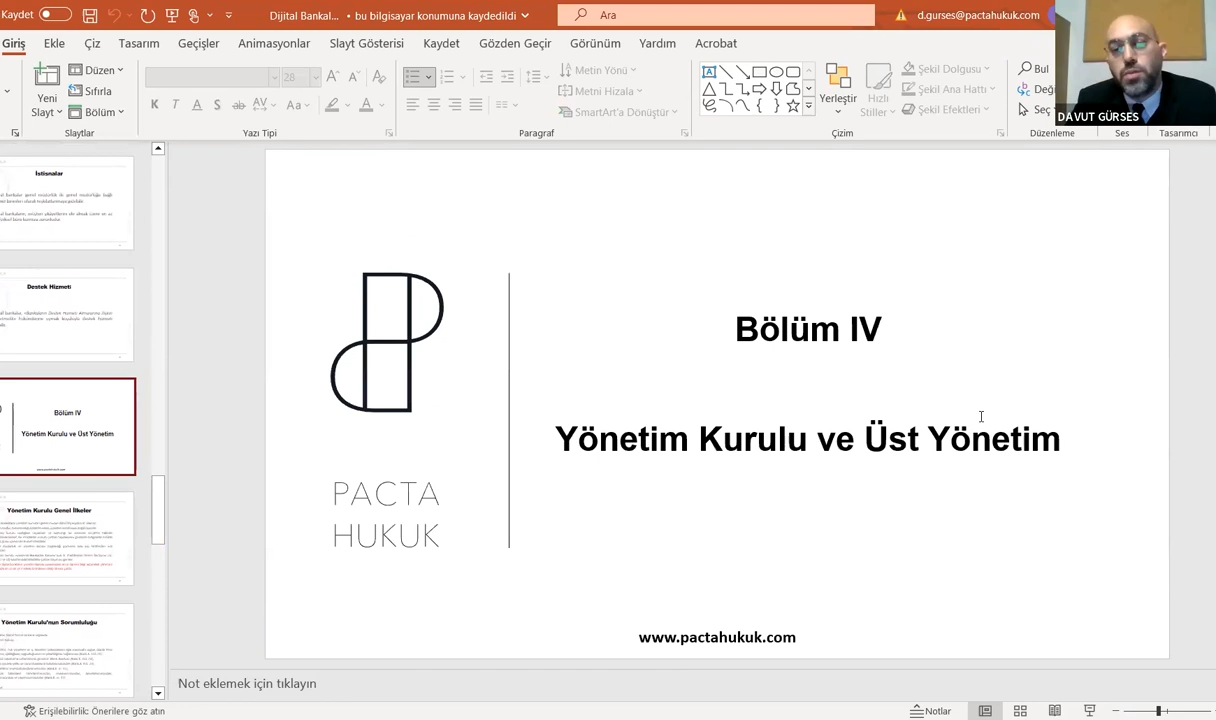 Kaydet
Dijital Bankal... • bu bilgisayar konumuna kaydedildi
Ara
d.gurses@pactahukuk.com
Giriş Ekle Çiz Tasarım Geçişler Animasyonlar Slayt Gösterisi Kaydet Gözden Geçir Görünüm Yardım Acrobat
Yeni
Slayt
Düzen
Sıfırla
Bölüm
Slaytlar
28
K T A S ab AV Aa A
Yazı Tipi
Metin Yönü
Metni Hizala
SmartArt'a Dönüştür
Paragraf
Yerleştir
Hızlı
Stiller
Şekil Dolgusu
Şekil Ana Hattı
Şekil Efektleri
Çizim
Bul
Seç
Düzenleme
Ses
Tasarımcı
DAVUT GÜRSES
İstisnalar
Destek Hizmeti
Bölüm IV
Yönetim Kurulu ve Üst Yönetim
Yönetim Kurulu Genel İlkeler
Yönetim Kurulu'nun Sorumluluğu
Bölüm IV
Yönetim Kurulu ve Üst Yönetim
PACTA
HUKUK
www.pactahukuk.com
Not eklemek için tıklayın
Erişilebilirlik: Önerilere göz atın
Notlar